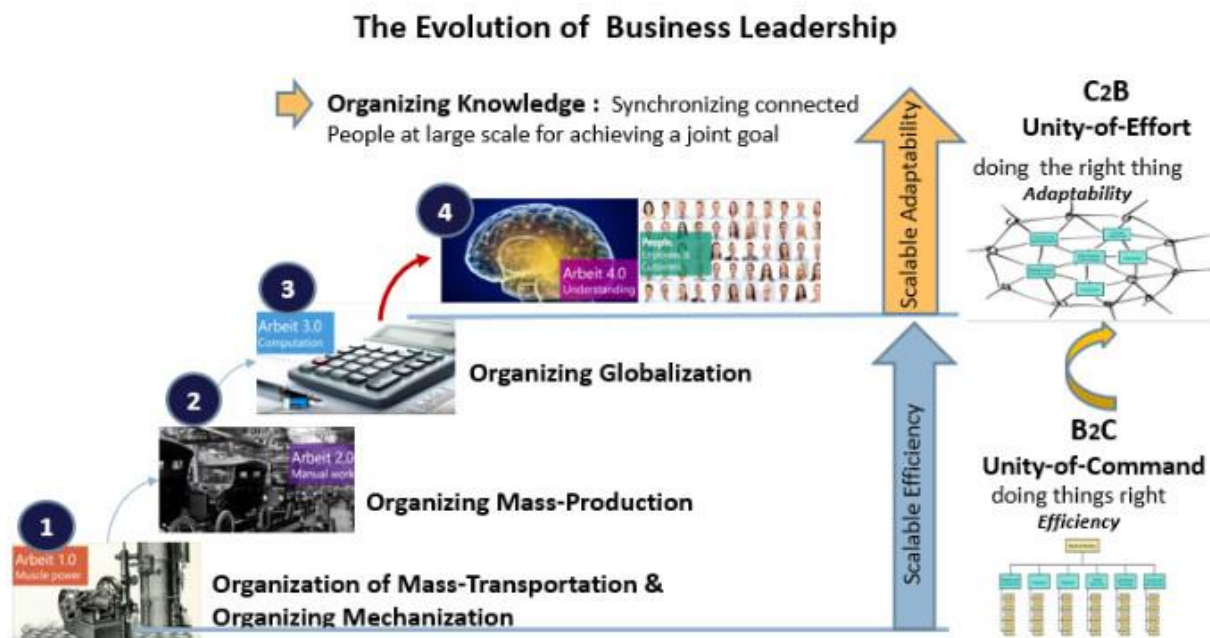 The Evolution of Business Leadership
Organizing Knowledge : Synchronizing connected
People at large scale for achieving a joint goal
4
Arbeit 4.0
Understanding
People
Employees &
Customers
3
Arbeit 3.0
Computation
Organizing Globalization
2
Arbeit 2.0
Manual work
Organizing Mass-Production
1
Arbeit 1.0
Muscle power
Organization of Mass-Transportation &
Organizing Mechanization
Scalable Adaptability
Scalable Efficiency
C2B
Unity-of-Effort
doing the right thing
Adaptability
B2C
Unity-of-Command
doing things right
Efficiency